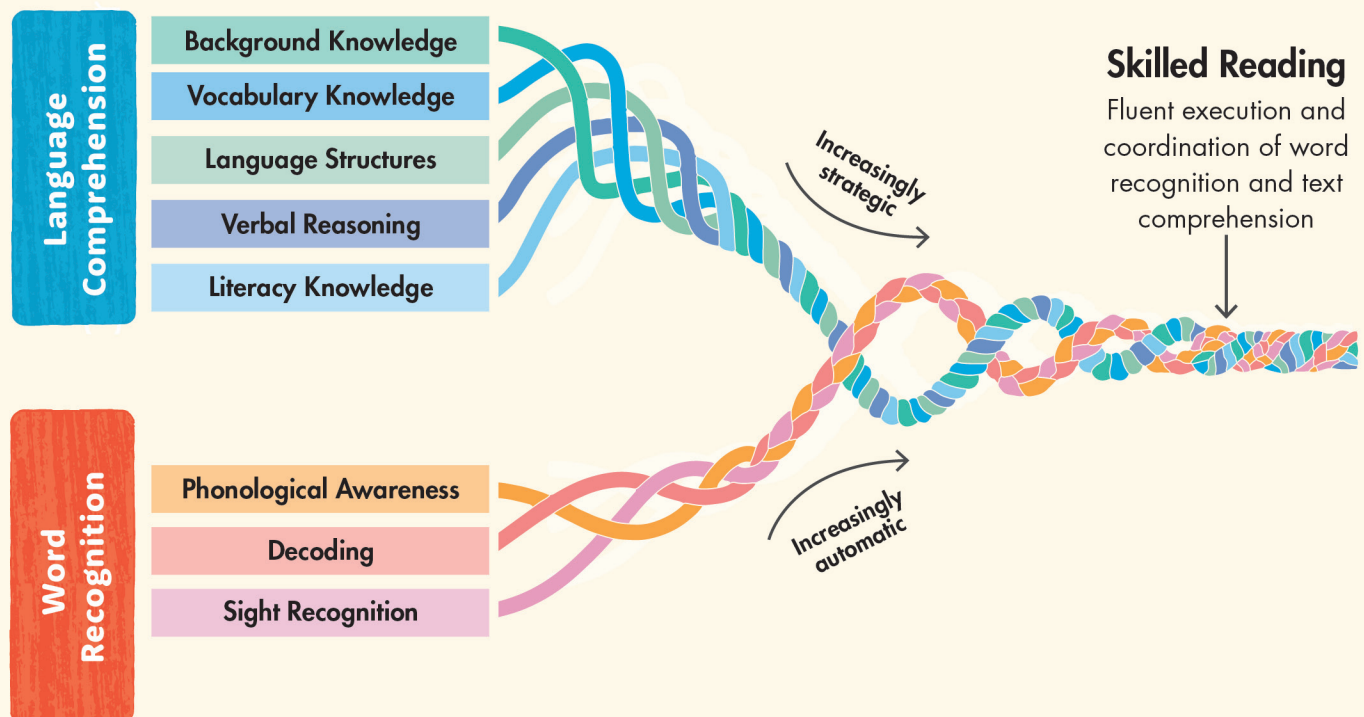 Language
Comprehension
Background Knowledge
Vocabulary Knowledge
Language Structures
Verbal Reasoning
Literacy Knowledge
Word
Recognition
Phonological Awareness
Decoding
Sight Recognition
Increasingly
strategic
Increasingly
automatic
Skilled Reading
Fluent execution and
coordination of word
recognition and text
comprehension